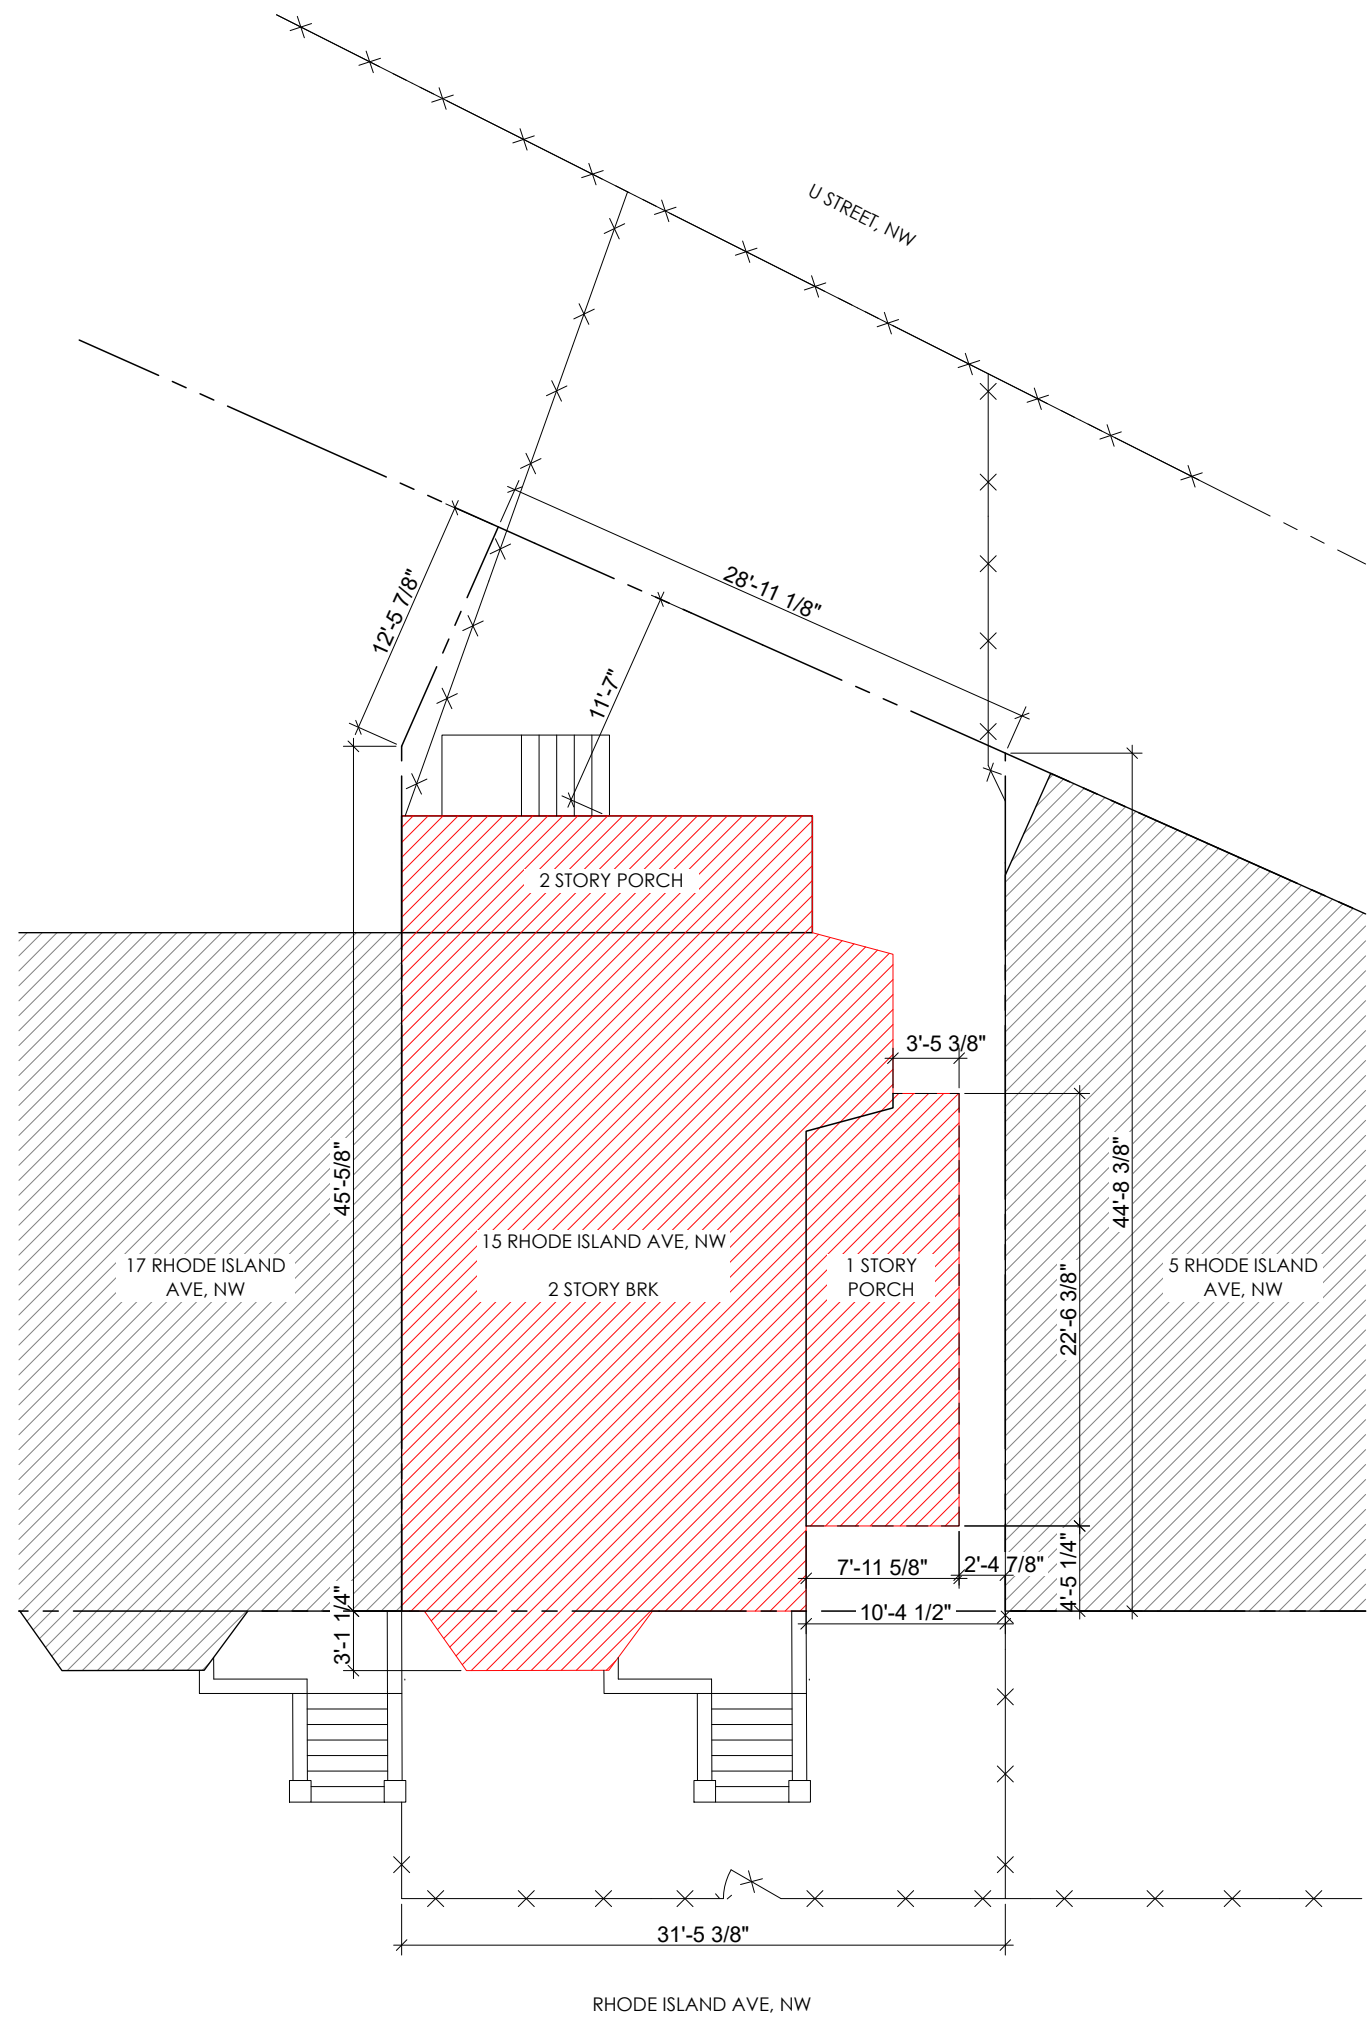 U STREET, NW
28'-11 1/8"
12'-5 7/8"
11'-7"
2 STORY PORCH
3'-5 3/8"
45'-5/8"
44'-8 3/8"
15 RHODE ISLAND AVE, NW
2 STORY BRK
17 RHODE ISLAND
AVE, NW
1 STORY
PORCH
5 RHODE ISLAND
AVE, NW
22'-6 3/8"
7'-11 5/8"
2'-4 7/8"
4'-5 1/4"
10'-4 1/2"
3'-1 1/4"
31'-5 3/8"
RHODE ISLAND AVE, NW